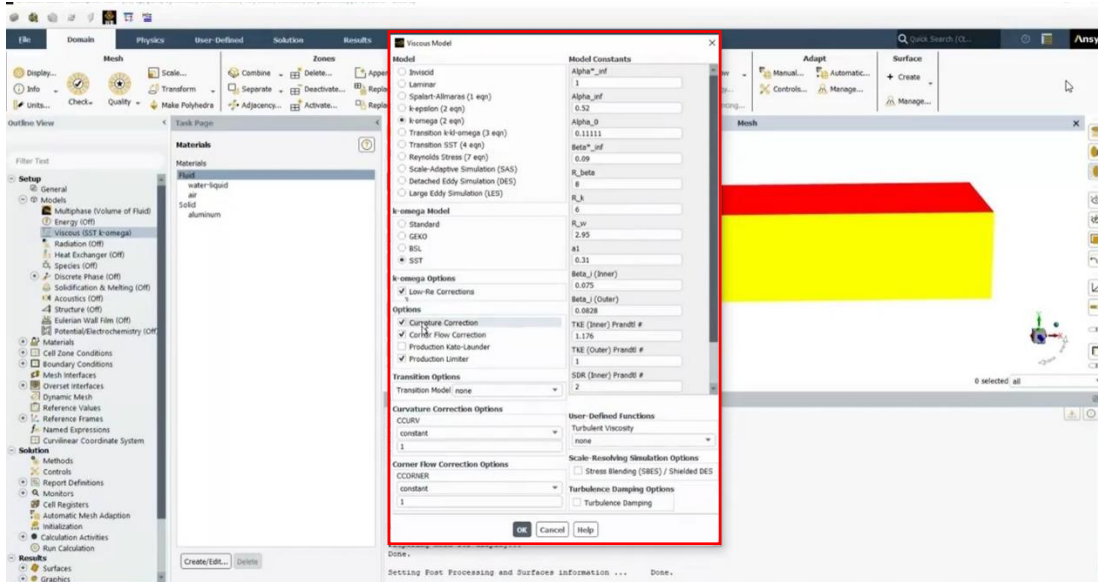 File Domain Physics User-Defined Solution Results
Quick Search (Ct...
Ansy
Mesh
Zones
Adapt
Surface
Display...
Info
Units...
Check
Quality
Scale...
Transform
Make Polyhedra
Combine
Separate
Adjacency...
Delete...
Deactivate...
Activate...
Appen
Replac
Repla
Manual...
Automatic...
Controls...
Manage...
+ Create
Manage...
Outline View
Filter Text
Setup
General
Models
Multiphase (Volume of Fluid)
Energy (Off)
Viscous (SST k-omega)
Radiation (Off)
Heat Exchanger (Off)
Species (Off)
Discrete Phase (Off)
Solidification & Melting (Off)
Acoustics (Off)
Structure (Off)
Eulerian Wall Film (Off)
Potential/Electrochemistry (Off
Materials
Cell Zone Conditions
Boundary Conditions
Mesh Interfaces
Overset Interfaces
Dynamic Mesh
Reference Values
Reference Frames
Named Expressions
Curvilinear Coordinate System
Solution
Methods
Controls
Report Definitions
Monitors
Cell Registers
Automatic Mesh Adaption
Initialization
Calculation Activities
Run Calculation
Results
Surfaces
Graphics
Task Page
Materials
Materials
Fluid
water-liquid
air
Solid
aluminum
Create/Edit... Delete
Viscous Model
Model
Inviscid
Laminar
Spalart-Allmaras (1 eqn)
k-epsilon (2 eqn)
k-omega (2 eqn)
Transition k-kl-omega (3 eqn)
Transition SST (4 eqn)
Reynolds Stress (7 eqn)
Scale-Adaptive Simulation (SAS)
Detached Eddy Simulation (DES)
Large Eddy Simulation (LES)
k-omega Model
Standard
GEKO
BSL
SST
k-omega Options
Low-Re Corrections
Options
Curvature Correction
Corner Flow Correction
Production Kato-Launder
Production Limiter
Transition Options
Transition Model none
Curvature Correction Options
CCURV
constant
1
Corner Flow Correction Options
CCORNER
constant
1
Model Constants
Alpha*_inf
1
Alpha_inf
0.52
Alpha_0
0.11111
Beta*_inf
0.09
R_beta
8
R_k
6
R_w
2.95
a1
0.31
Beta_i (Inner)
0.075
Beta_i (Outer)
0.0828
TKE (Inner) Prandtl #
1.176
TKE (Outer) Prandtl #
1
SDR (Inner) Prandtl #
2
User-Defined Functions
Turbulent Viscosity
none
Scale-Resolving Simulation Options
Stress Blending (SBES) / Shielded DES
Turbulence Damping Options
Turbulence Damping
OK Cancel Help
Mesh
0 selected all
Done.
Setting Post Processing and Surfaces information ... Done.